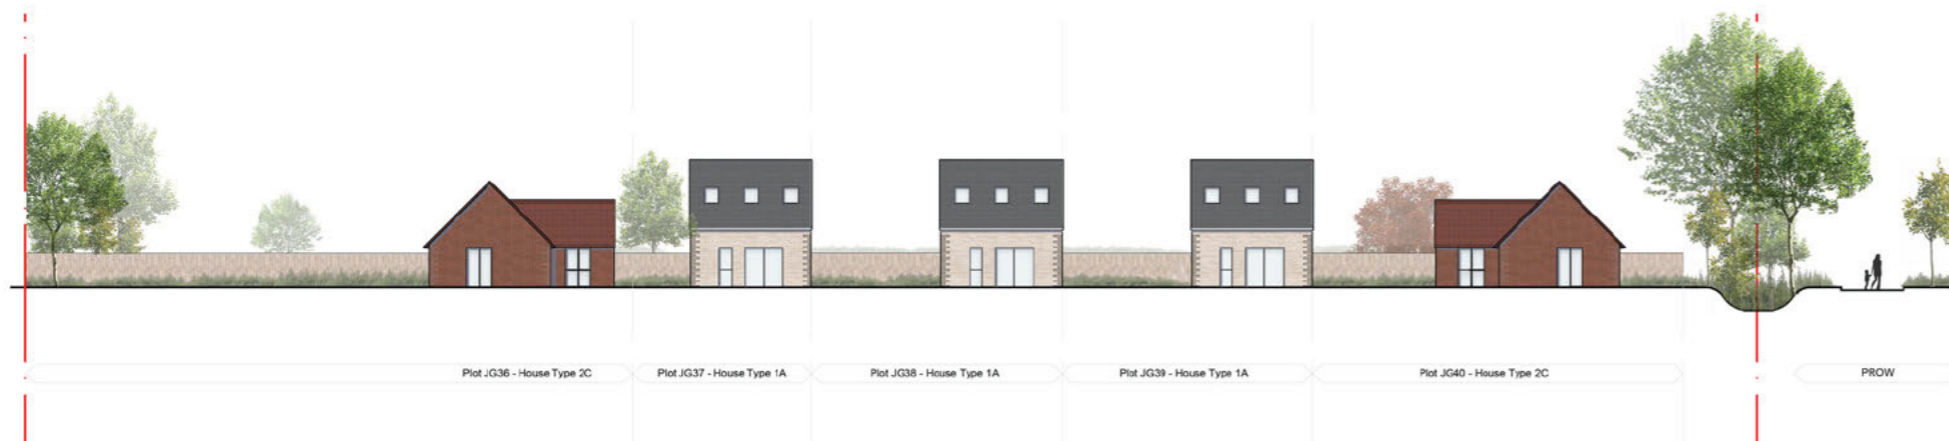 Plot JG36 - House Type 2C
Plot JG37 - House Type 1A
Plot JG38 - House Type 1A
Plot JG39 - House Type 1A
Plot JG40 - House Type 2C
PROW